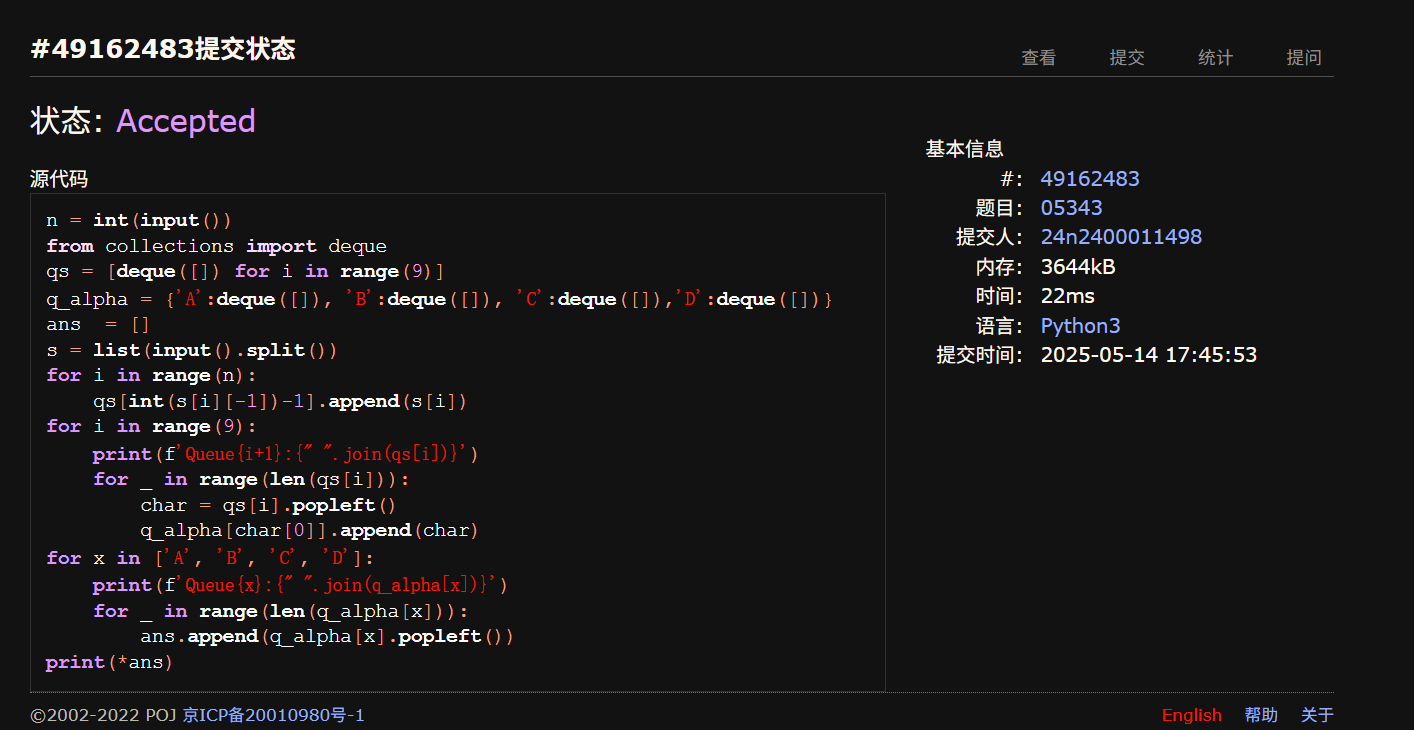 #49162483提交状态
查看 提交 统计 提问
状态: Accepted
源代码
n = int(input())
from collections import deque
qs = [deque([]) for i in range(9)]
q_alpha = {'A':deque([]), 'B':deque([]), 'C':deque([]),'D':deque([])}
ans  = []
s = list(input().split())
for i in range(n):
    qs[int(s[i][-1])-1].append(s[i])
for i in range(9):
    print(f'Queue{i+1}:{" ".join(qs[i])}')
    for _ in range(len(qs[i])):
        char = qs[i].popleft()
        q_alpha[char[0]].append(char)
for x in ['A', 'B', 'C', 'D']:
    print(f'Queue{x}:{" ".join(q_alpha[x])}')
    for _ in range(len(q_alpha[x])):
        ans.append(q_alpha[x].popleft())
print(*ans)
基本信息
#: 49162483
题目: 05343
提交人: 24n2400011498
内存: 3644kB
时间: 22ms
语言: Python3
提交时间: 2025-05-14 17:45:53
©2002-2022 POJ 京ICP备20010980号-1
English 帮助 关于